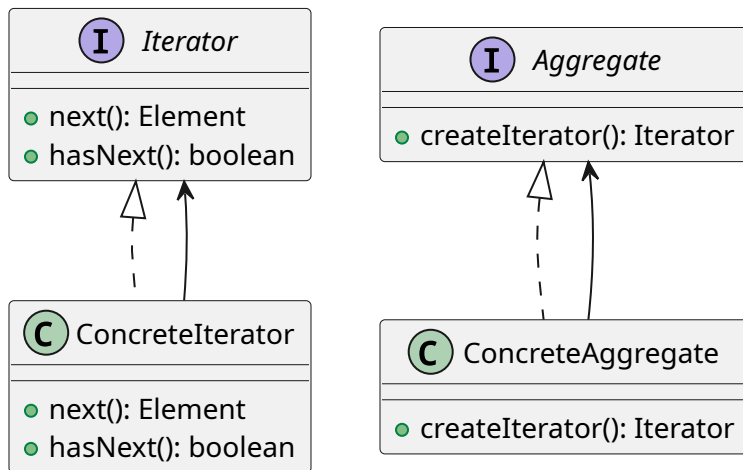 I Iterator
next(): Element
hasNext(): boolean
I Aggregate
createIterator(): Iterator
C ConcreteIterator
next(): Element
hasNext(): boolean
C ConcreteAggregate
createIterator(): Iterator